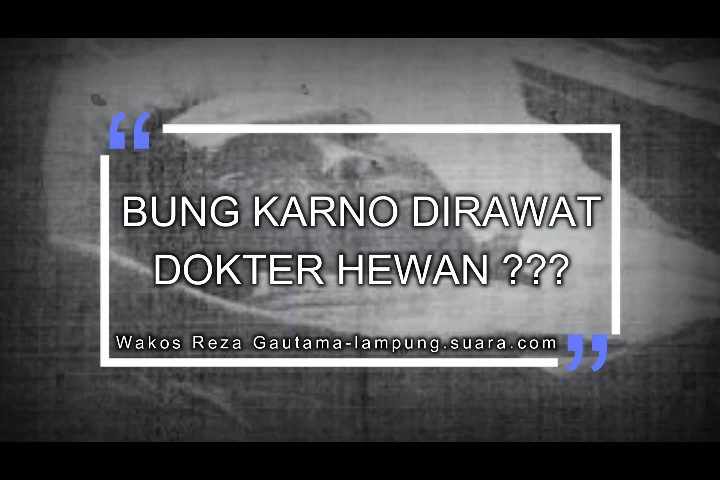 BUNG KARNO DIRAWAT
DOKTER HEWAN ???
Wakos Reza Gautama-lampung.suara.com